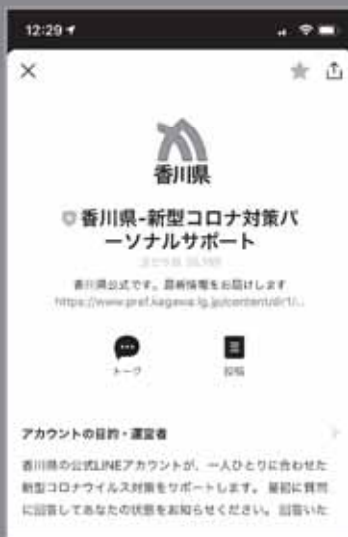 12:29
香川県
香川県-新型コロナ対策パ
ーソナルサポート
香川県公式です。最新情報をお届けします
https://www.pref.kagawa.lg.jp/content/dir1/...
トーク
投稿
アカウントの目的・運営者
香川県の公式LINEアカウントが、一人ひとりに合わせた
新型コロナウイルス対策をサポートします。 最初に質問
に回答してあなたの状態をお知らせください。 回答いた